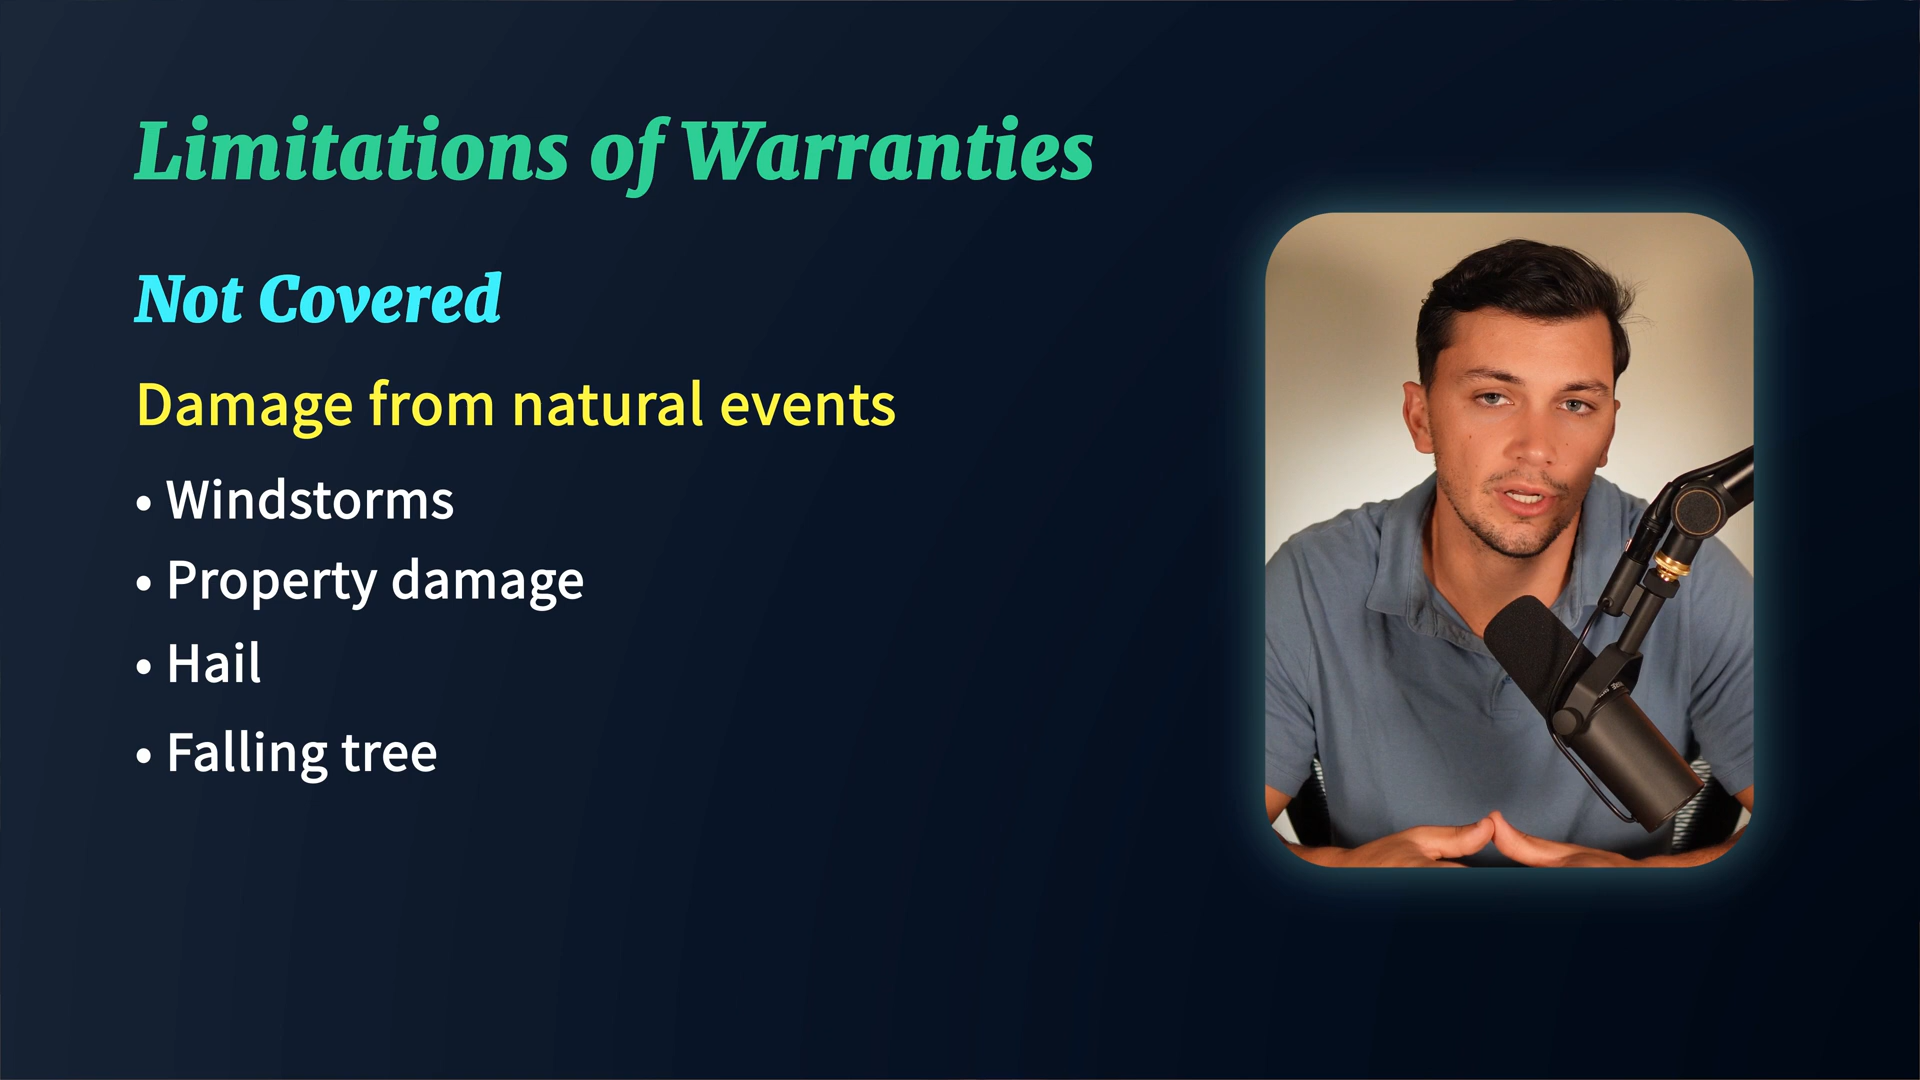 Limitations of Warranties
Not Covered
Damage from natural events
• Windstorms
• Property damage
• Hail
• Falling tree